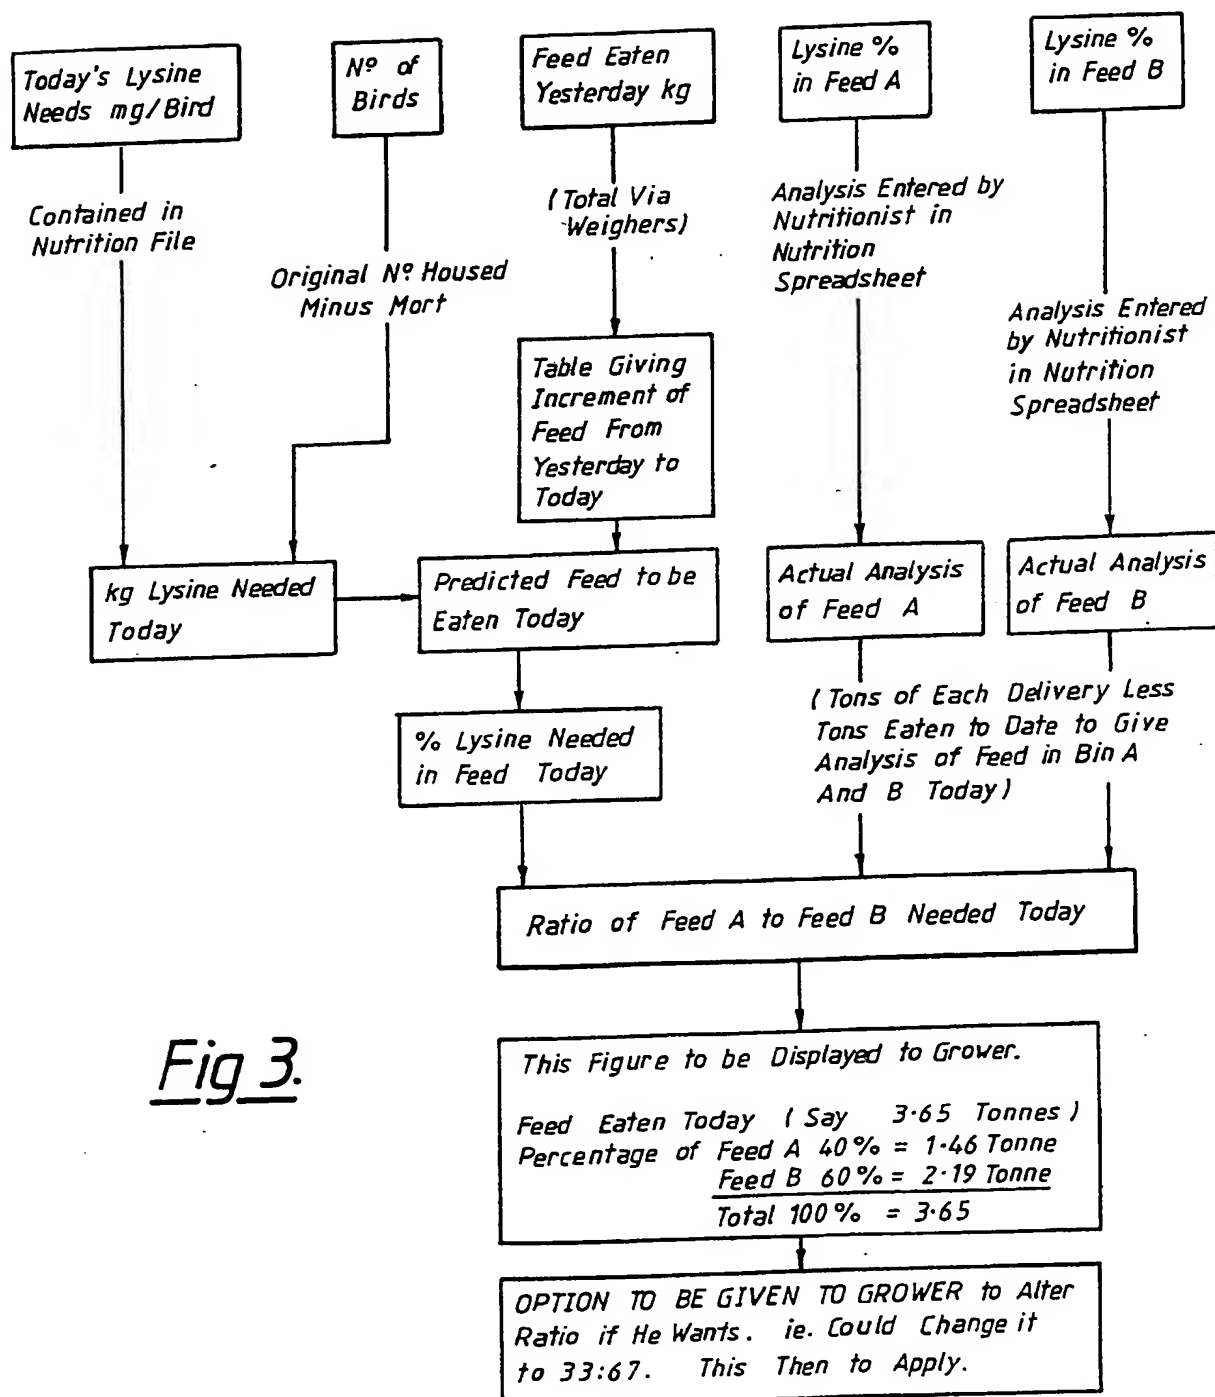 Today's Lysine
Needs mg/Bird
Nº of
Birds
Feed Eaten
Yesterday kg
Lysine %
in Feed A
Lysine %
in Feed B
Contained in
Nutrition File
Original Nº Housed
Minus Mort
(Total Via
Weighers)
Analysis Entered by
Nutritionist in
Nutrition
Spreadsheet
Analysis Entered
by Nutritionist
in Nutrition
Spreadsheet
Table Giving
Increment of
Feed From
Yesterday to
Today
kg Lysine Needed
Today
Predicted Feed to be
Eaten Today
Actual Analysis
of Feed A
Actual Analysis
of Feed B
% Lysine Needed
in Feed Today
(Tons of Each Delivery Less
Tons Eaten to Date to Give
Analysis of Feed in Bin A
And B Today)
Ratio of Feed A to Feed B Needed Today
This Figure to be Displayed to Grower.
Feed Eaten Today (Say 3·65 Tonnes)
Percentage of Feed A 40% = 1·46 Tonne
Feed B 60% = 2·19 Tonne
Total 100% = 3·65
OPTION TO BE GIVEN TO GROWER to Alter
Ratio if He Wants. ie. Could Change it
to 33:67. This Then to Apply.
Fig 3.